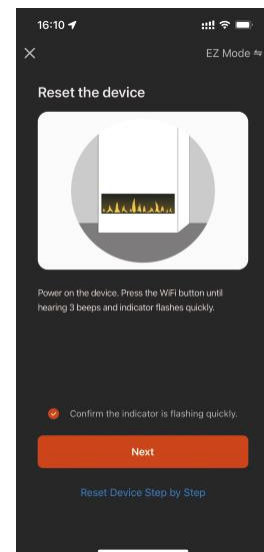 16:10
EZ Mode ⇋
Reset the device
Power on the device. Press the WiFi button until
hearing 3 beeps and indicator flashes quickly.
Confirm the indicator is flashing quickly.
Next
Reset Device Step by Step